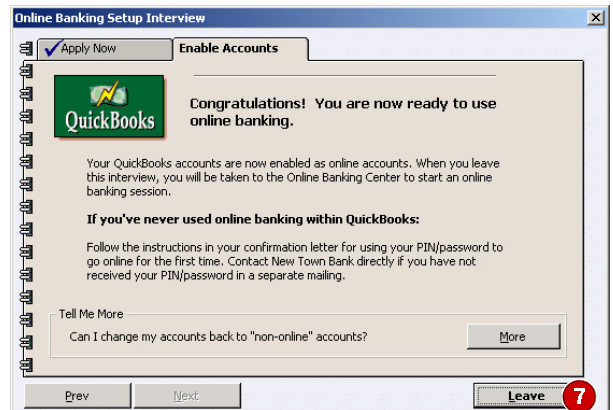 Online Banking Setup Interview
Apply Now
Enable Accounts
QuickBooks
Congratulations! You are now ready to use
online banking.
Your QuickBooks accounts are now enabled as online accounts. When you leave
this interview, you will be taken to the Online Banking Center to start an online
banking session.
If you've never used online banking within QuickBooks:
Follow the instructions in your confirmation letter for using your PIN/password to
go online for the first time. Contact New Town Bank directly if you have not
received your PIN/password in a separate mailing.
Tell Me More
Can I change my accounts back to "non-online" accounts?
More
Prev
Next
Leave
7